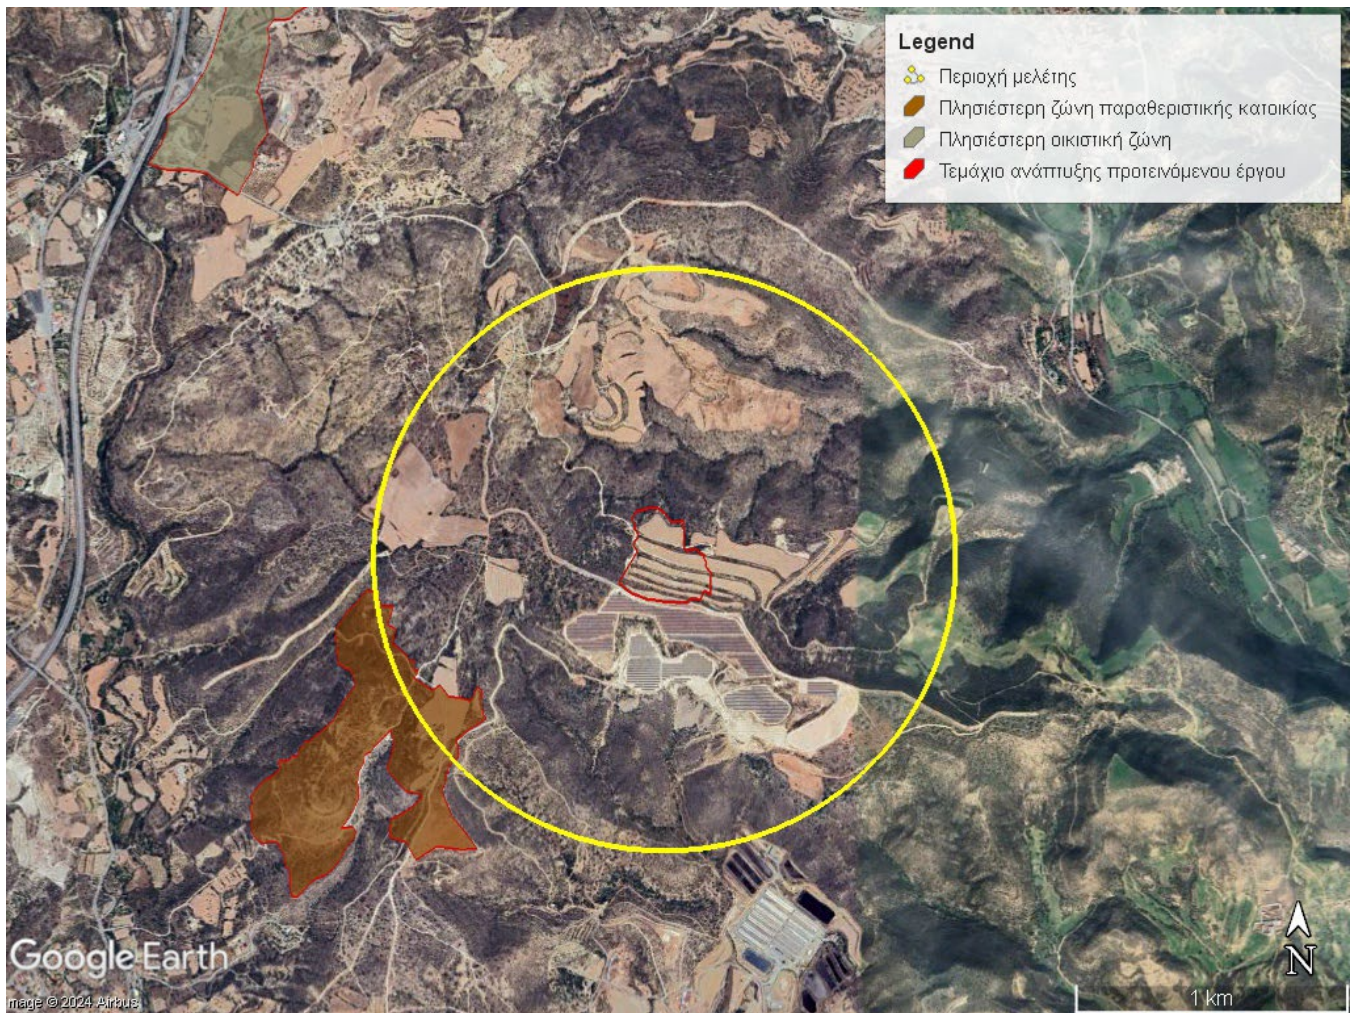 Legend
Περιοχή μελέτης
Πλησιέστερη ζώνη παραθεριστικής κατοικίας
Πλησιέστερη οικιστική ζώνη
Τεμάχιο ανάπτυξης προτεινόμενου έργου
Google Earth
N
mage © 2024 Airbus
1 km